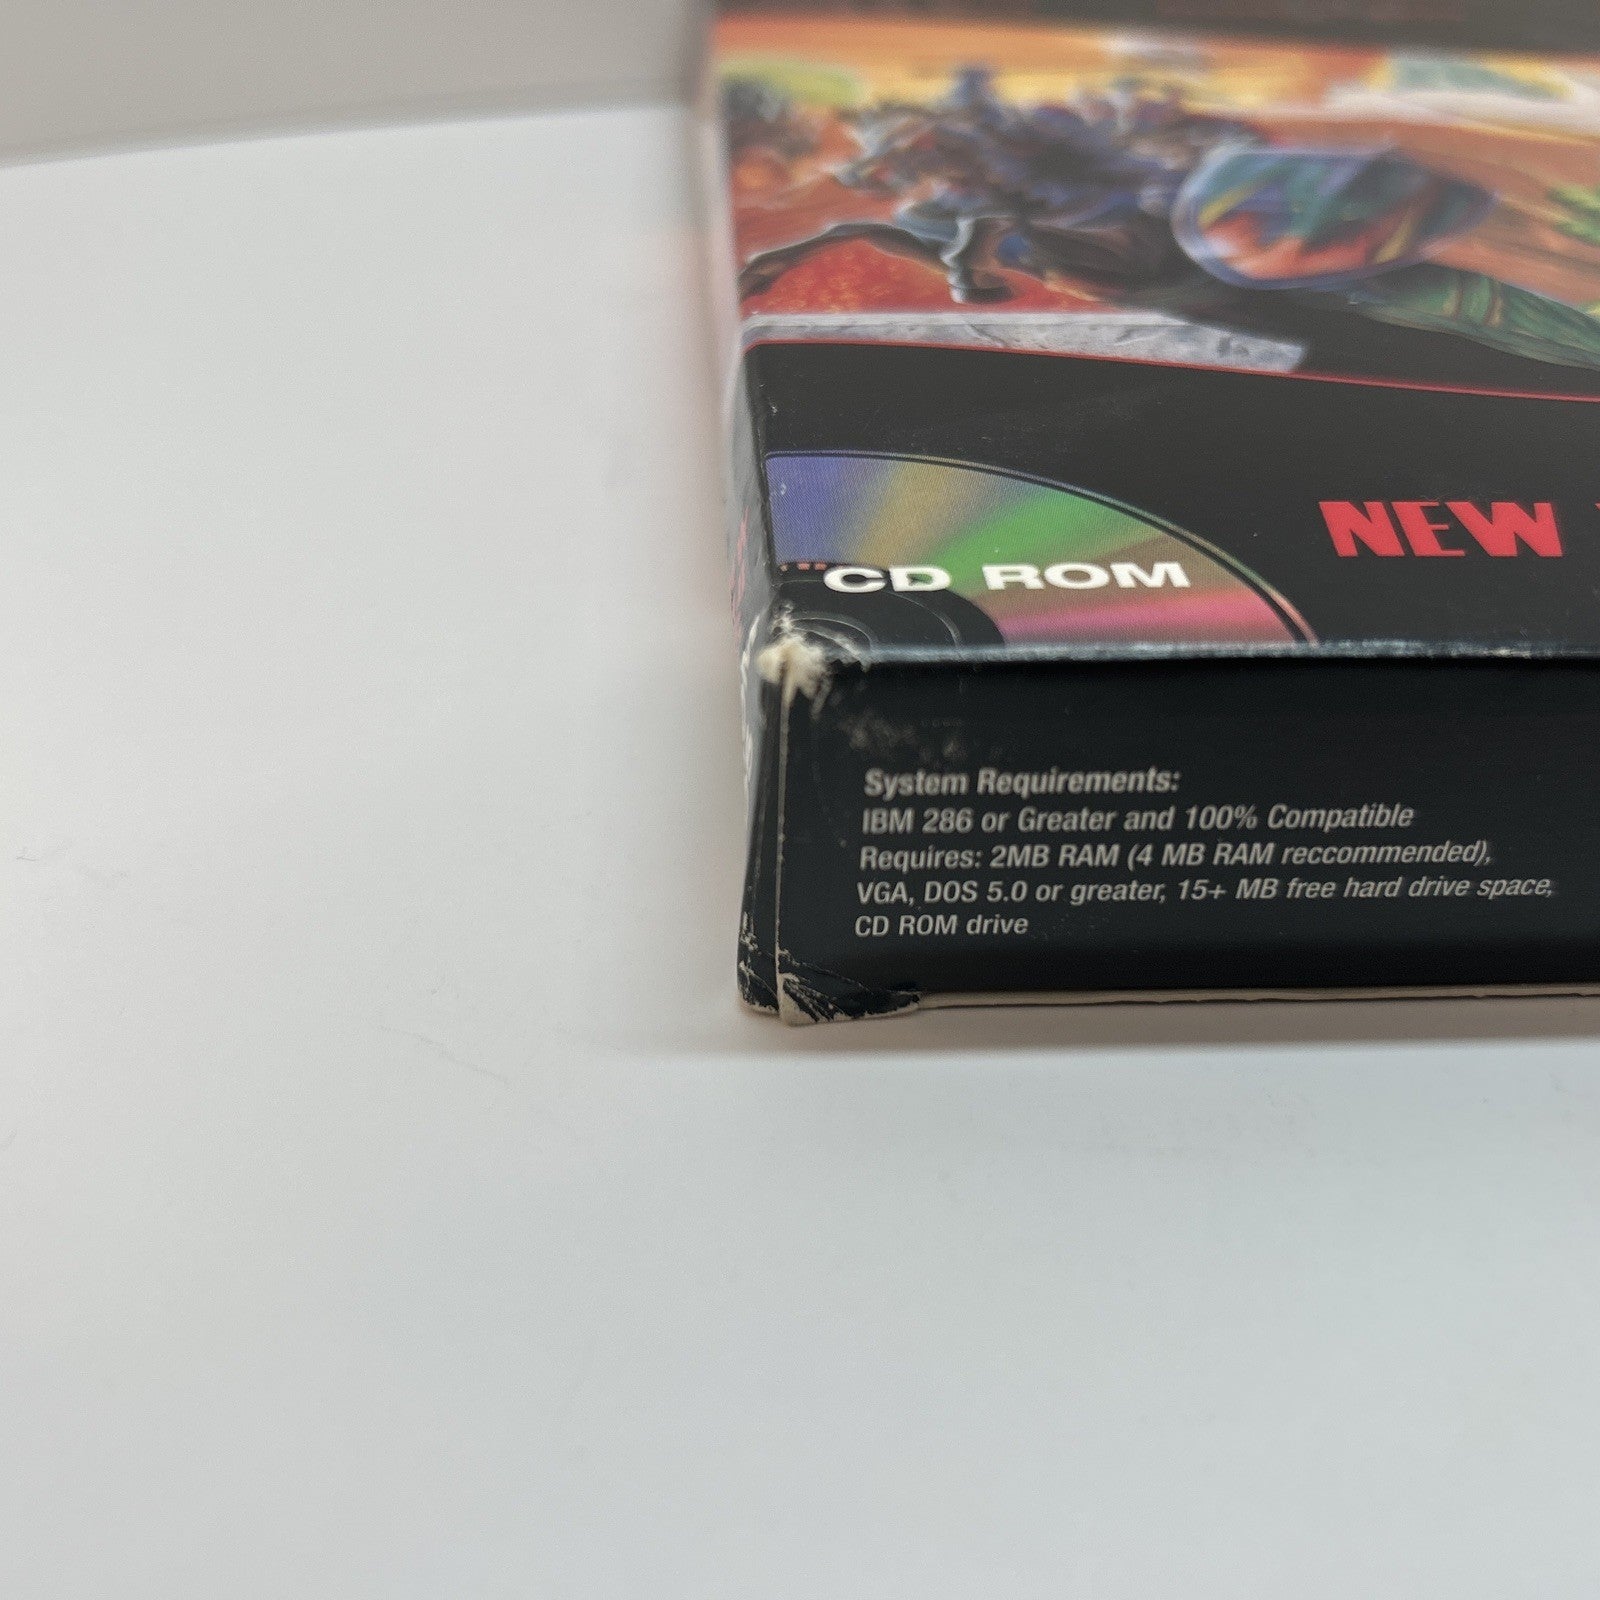 CD ROM
NEW
System Requirements:
IBM 286 or Greater and 100% Compatible
Requires: 2MB RAM (4 MB RAM reccommended),
VGA, DOS 5.0 or greater, 15+ MB free hard drive space,
CD ROM drive